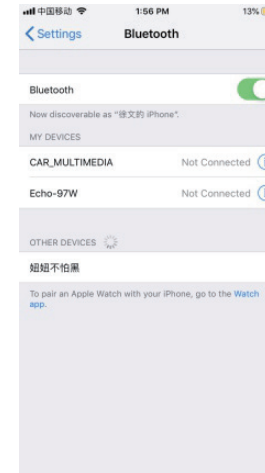 中国移动 1:56 PM 13%
Settings Bluetooth
Bluetooth
Now discoverable as “徐文的 iPhone”.
MY DEVICES
CAR_MULTIMEDIA Not Connected
Echo-97W Not Connected
OTHER DEVICES
妞妞不怕黑
To pair an Apple Watch with your iPhone, go to the Watch
app.